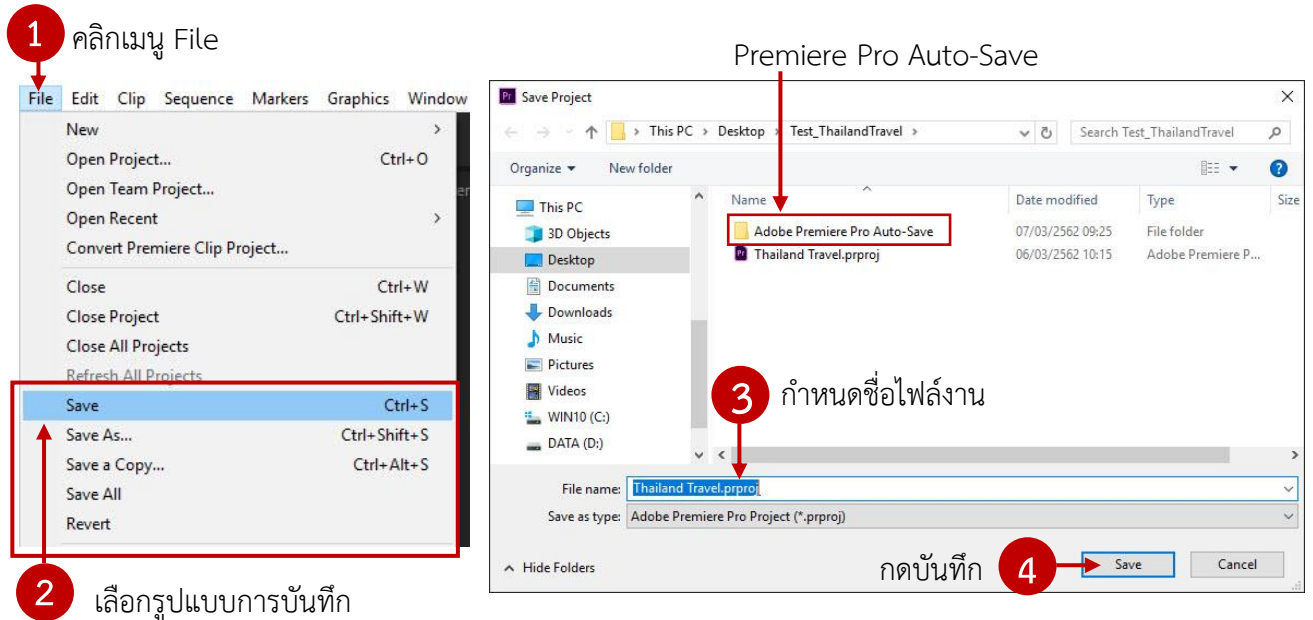 1 คลิกเมนู File
File Edit Clip Sequence Markers Graphics Window
New >
Open Project... Ctrl+O
Open Team Project...
Open Recent >
Convert Premiere Clip Project...
Close Ctrl+W
Close Project Ctrl+Shift+W
Close All Projects
Refresh All Projects
Save Ctrl+S
Save As... Ctrl+Shift+S
Save a Copy... Ctrl+Alt+S
Save All
Revert
2 เลือกรูปแบบการบันทึก
Premiere Pro Auto-Save
Pr Save Project
> This PC > Desktop > Test_ThailandTravel >
Search Test_ThailandTravel
Organize New folder
This PC
3D Objects
Desktop
Documents
Downloads
Music
Pictures
Videos
WIN10 (C:)
DATA (D:)
Name Date modified Type Size
Adobe Premiere Pro Auto-Save 07/03/2562 09:25 File folder
Thailand Travel.prproj 06/03/2562 10:15 Adobe Premiere P...
3 กำหนดชื่อไฟล์งาน
File name: Thailand Travel.prproj
Save as type: Adobe Premiere Pro Project (*.prproj)
Hide Folders
กดบันทึก 4 Save Cancel